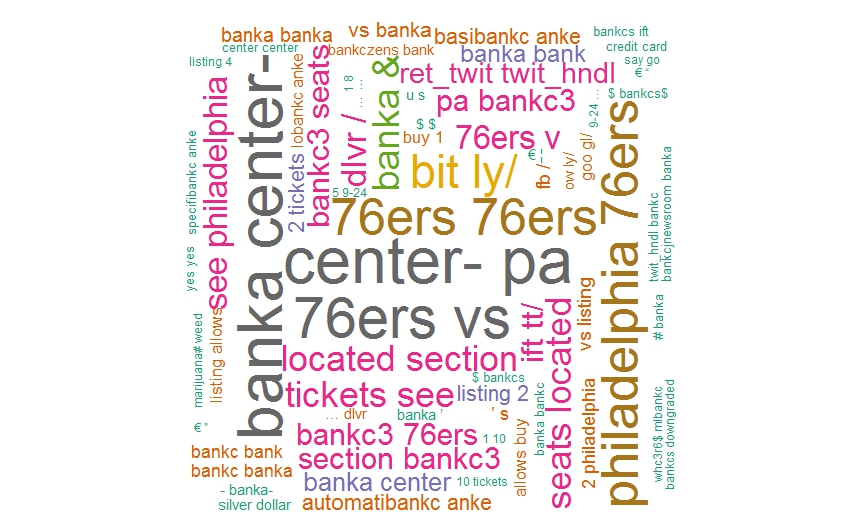 banka banka
vs banka
basibankc anke
bankcs ift
center center
bankczens bank
banka bank
credit card
listing 4
say go
€ “
ret_twit twit_hndl
banka center-
see philadelphia
lobankc anke
bankc3 seats
1 8
... ...
dlvr /
banka &
u s
pa bankc3
$ bankcs$
9-24 ...
$ $
buy 1
76ers v
goo gl/
philadelphia 76ers
specifibankc anke
2 tickets
bit ly/
€ --
fb /
ow ly/
5 9-24
76ers 76ers
twit_hndl bankc
bankcjnewsroom banka
yes yes
center- pa
76ers vs
ift tt/
vs listing
# banka
marijuana# weed
listing allows
located section
seats located
$ bankcs
tickets see
listing 2
banka bankc
2 philadelphia
whc3r6$$ mlbankc
bankcs downgraded
... dlvr
banka '
' s
€ ”
bankc3 76ers
1 10
allows buy
bankc bank
section bankc3
bankc banka
banka center
10 tickets
- banka-
silver dollar
automatibankc anke